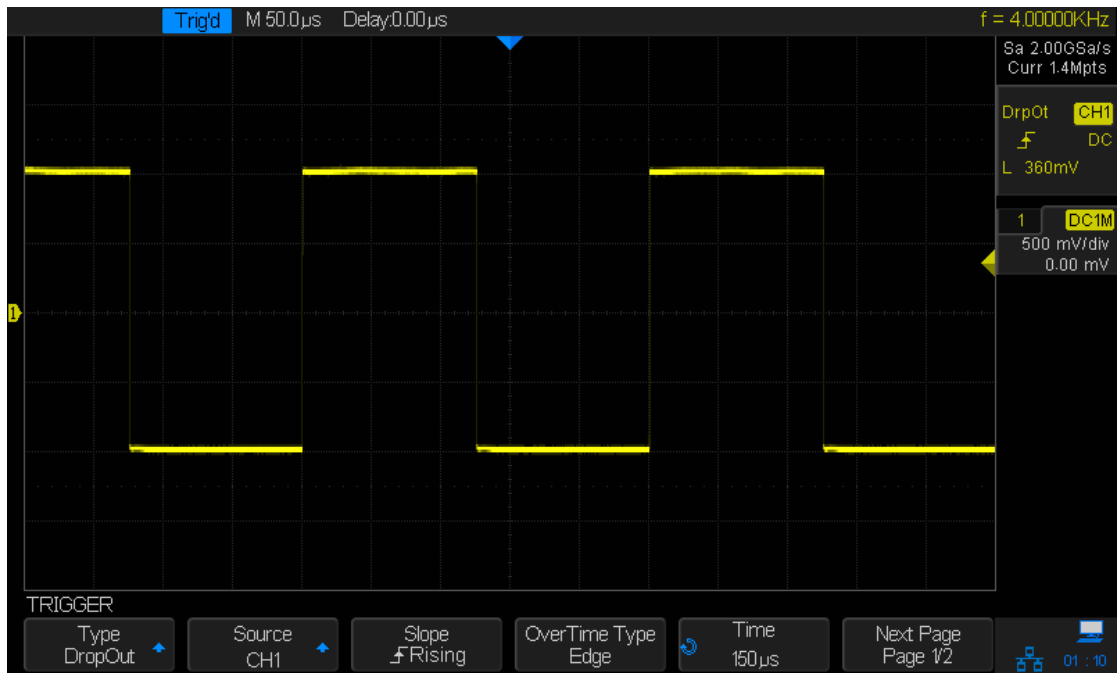 Trig'd M 50.0µs Delay:0.00µs f = 4.00000KHz
Sa 2.00GSa/s
Curr 1.4Mpts
DrpOt CH1
DC
L 360mV
1 DC1M
500 mV/div
0.00 mV
1
TRIGGER
Type
DropOut
Source
CH1
Slope
Rising
OverTime Type
Edge
Time
150µs
Next Page
Page 1/2
01 : 10